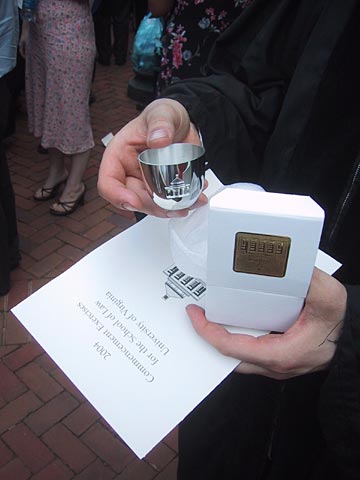 2004
Commencement Exercises
for the School of Law
University of Virginia